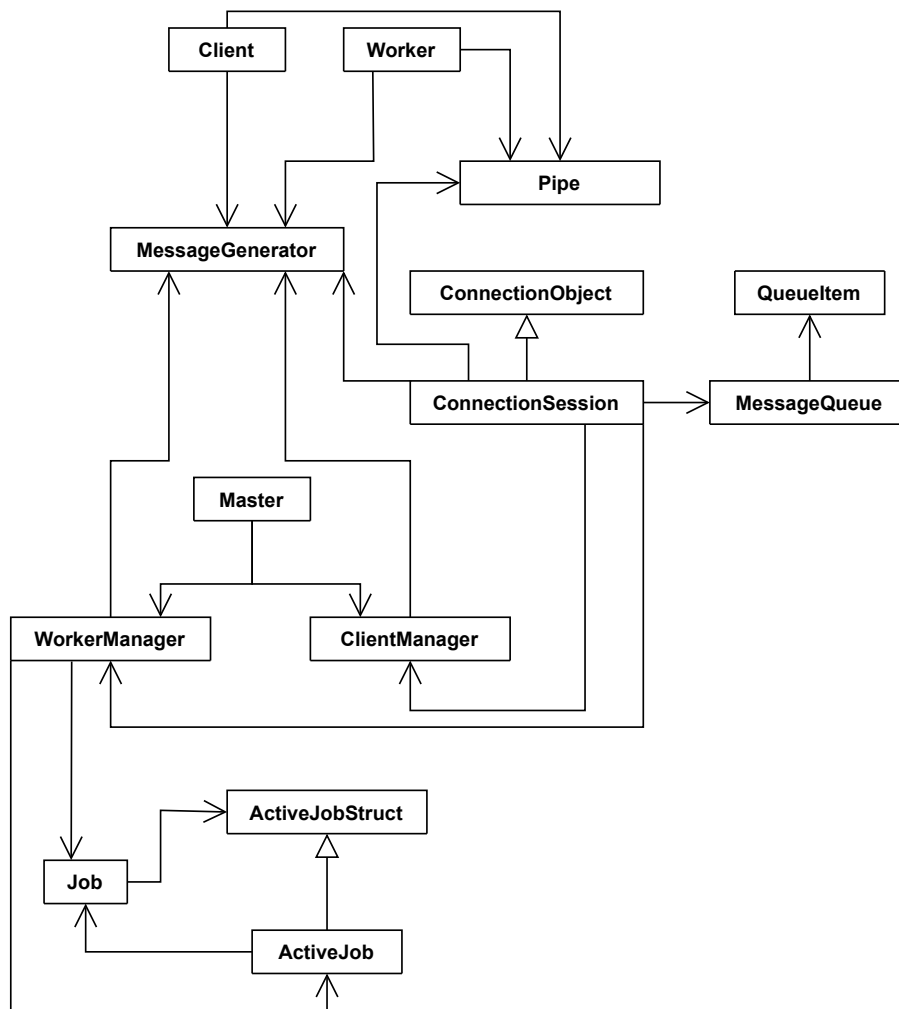 Client
Worker
Pipe
MessageGenerator
ConnectionObject
QueueItem
ConnectionSession
MessageQueue
Master
WorkerManager
ClientManager
ActiveJobStruct
Job
ActiveJob